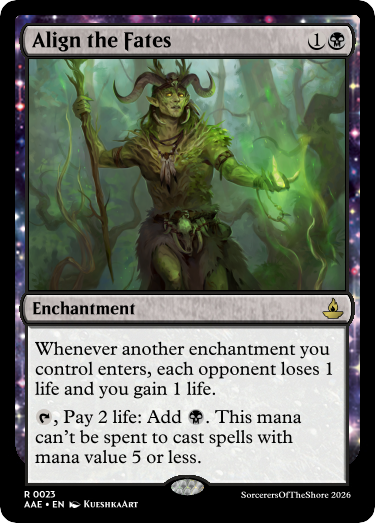 Align the Fates
1
Enchantment
Whenever another enchantment you
control enters, each opponent loses 1
life and you gain 1 life.
, Pay 2 life: Add . This mana
can't be spent to cast spells with
mana value 5 or less.
R 0023
AAE • EN KUESHKAART
SorcerersOfTheShore 2026